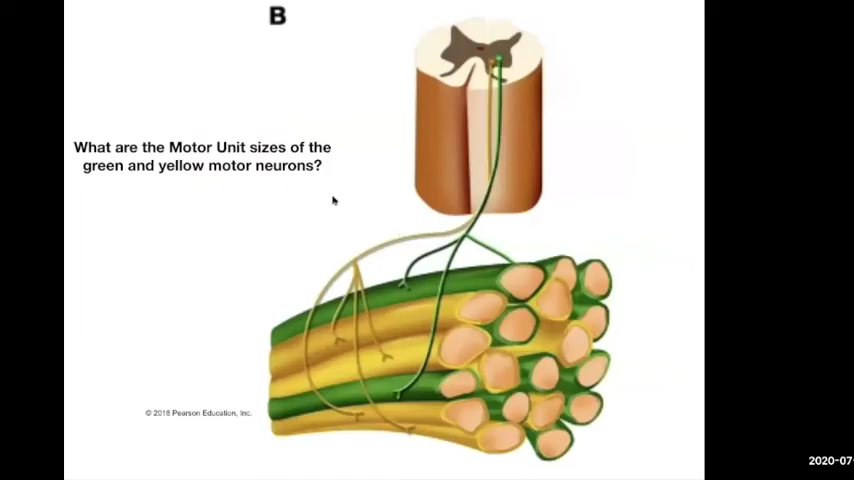 B
What are the Motor Unit sizes of the
green and yellow motor neurons?
© 2018 Pearson Education, Inc.
2020-07-